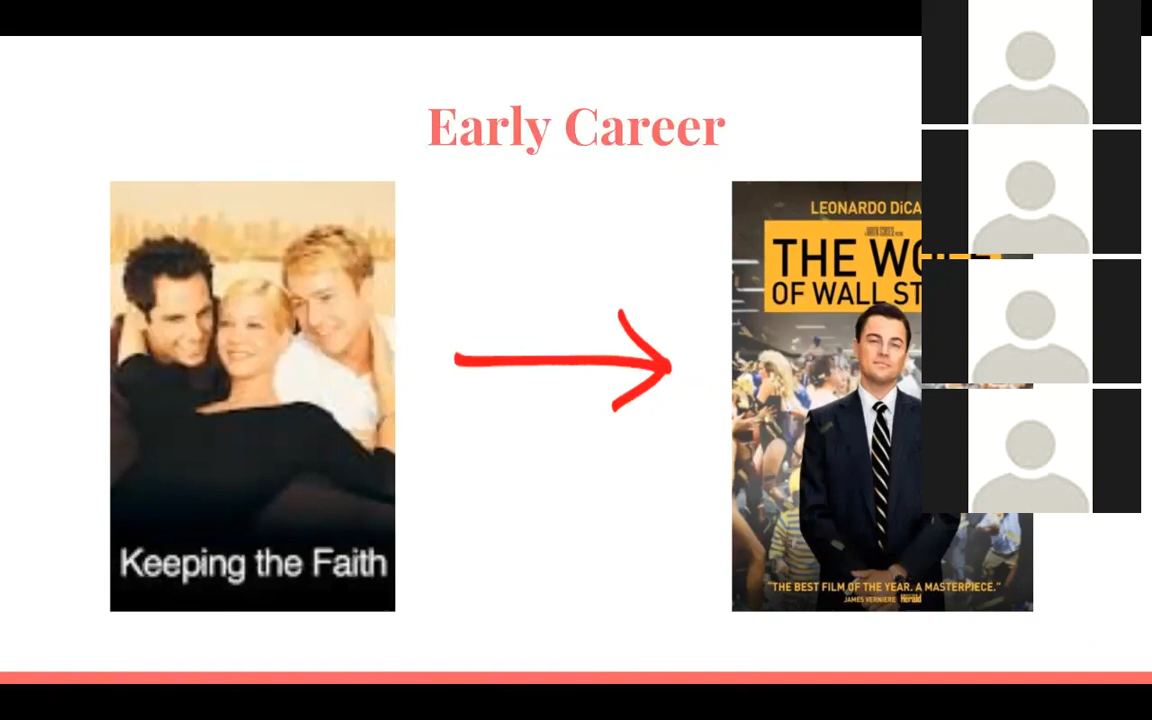 Early Career
Keeping the Faith
LEONARDO DiCA
THE WO
OF WALL ST
"THE BEST FILM OF THE YEAR. A MASTERPIECE."
JAMES VERNIERE Herald